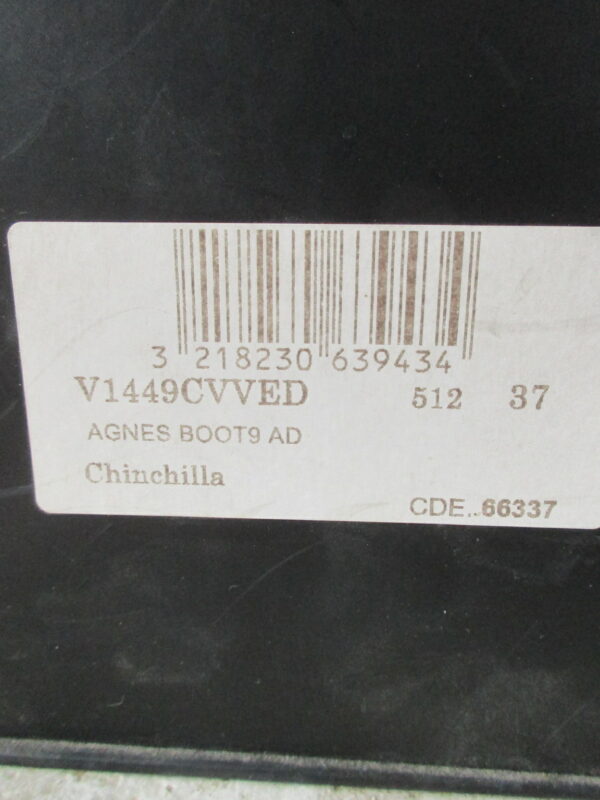 3 218230 639434
V1449CVVED 512 37
AGNES BOOT9 AD
Chinchilla
CDE..66337